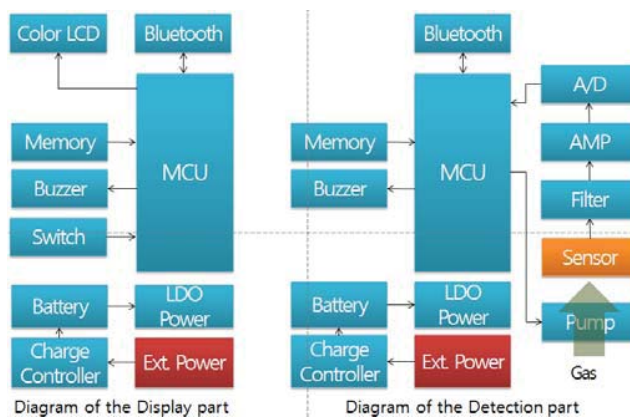 Color LCD
Bluetooth
Memory
MCU
Buzzer
Switch
Battery
LDO
Power
Charge
Controller
Ext. Power
Diagram of the Display part
Bluetooth
A/D
Memory
MCU
AMP
Buzzer
Filter
Sensor
Battery
LDO
Power
Pump
Charge
Controller
Ext. Power
Gas
Diagram of the Detection part